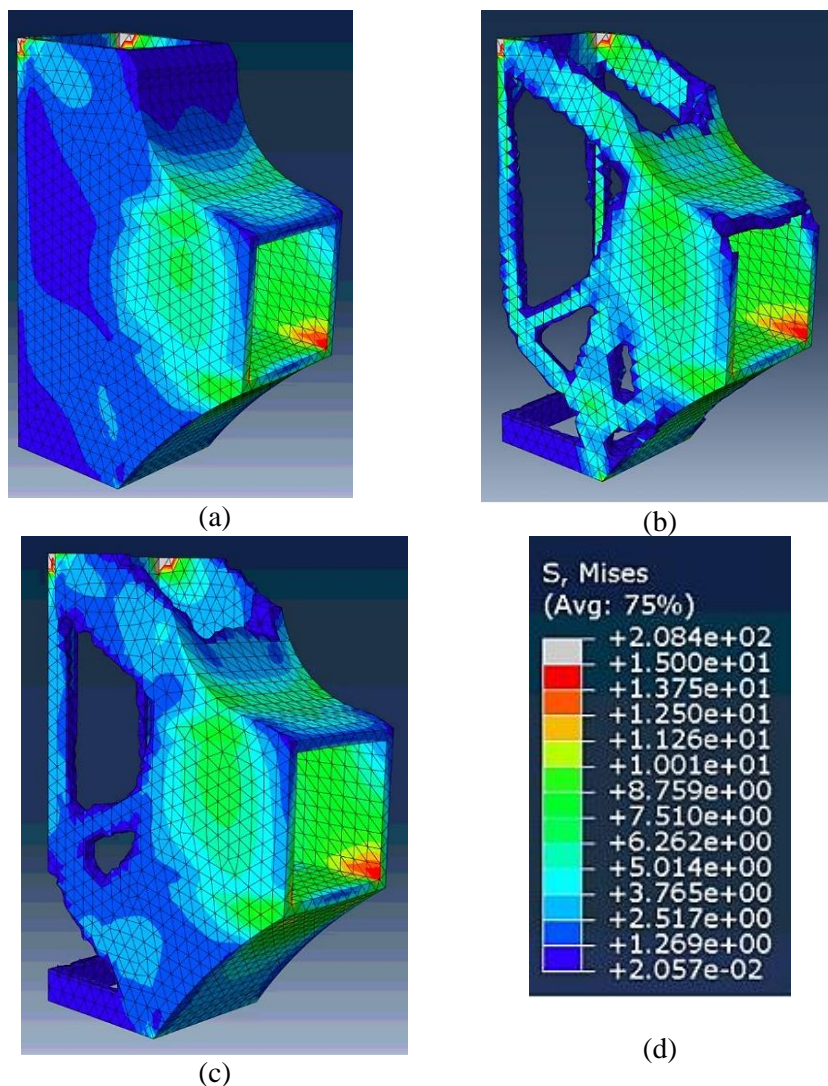 (a)
(b)
S, Mises
(Avg: 75%)
+2.084e+02
+1.500e+01
+1.375e+01
+1.250e+01
+1.126e+01
+1.001e+01
+8.759e+00
+7.510e+00
+6.262e+00
+5.014e+00
+3.765e+00
+2.517e+00
+1.269e+00
+2.057e-02
(c)
(d)